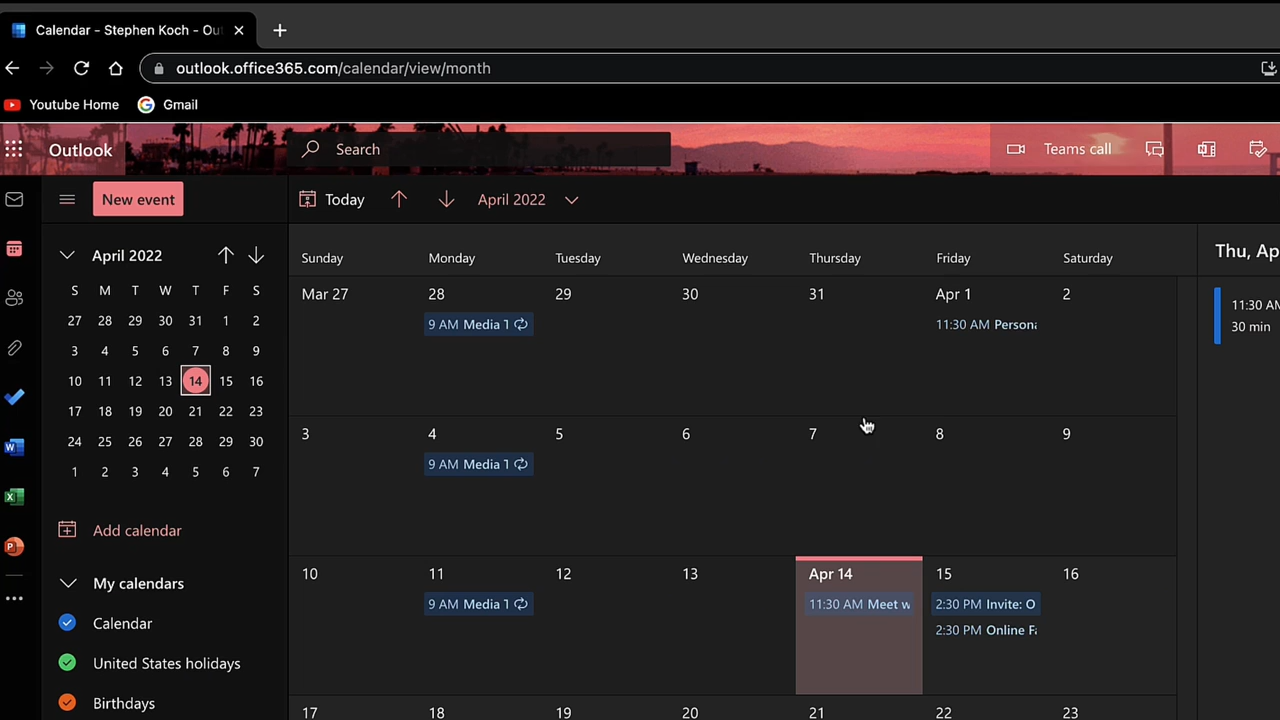 Calendar - Stephen Koch - Out
outlook.office365.com/calendar/view/month
Youtube Home Gmail
Outlook Search Teams call
New event Today April 2022
April 2022
S M T W T F S
27 28 29 30 31 1 2
3 4 5 6 7 8 9
10 11 12 13 14 15 16
17 18 19 20 21 22 23
24 25 26 27 28 29 30
1 2 3 4 5 6 7
Add calendar
My calendars
Calendar
United States holidays
Birthdays
Sunday Monday Tuesday Wednesday Thursday Friday Saturday
Mar 27 28 29 30 31 Apr 1 2
9 AM Media T 11:30 AM Persona
3 4 5 6 7 8 9
9 AM Media T
10 11 12 13 Apr 14 15 16
9 AM Media T 11:30 AM Meet w 2:30 PM Invite: O
2:30 PM Online Fa
17 18 19 20 21 22 23
Thu, Ap
11:30 AM
30 min